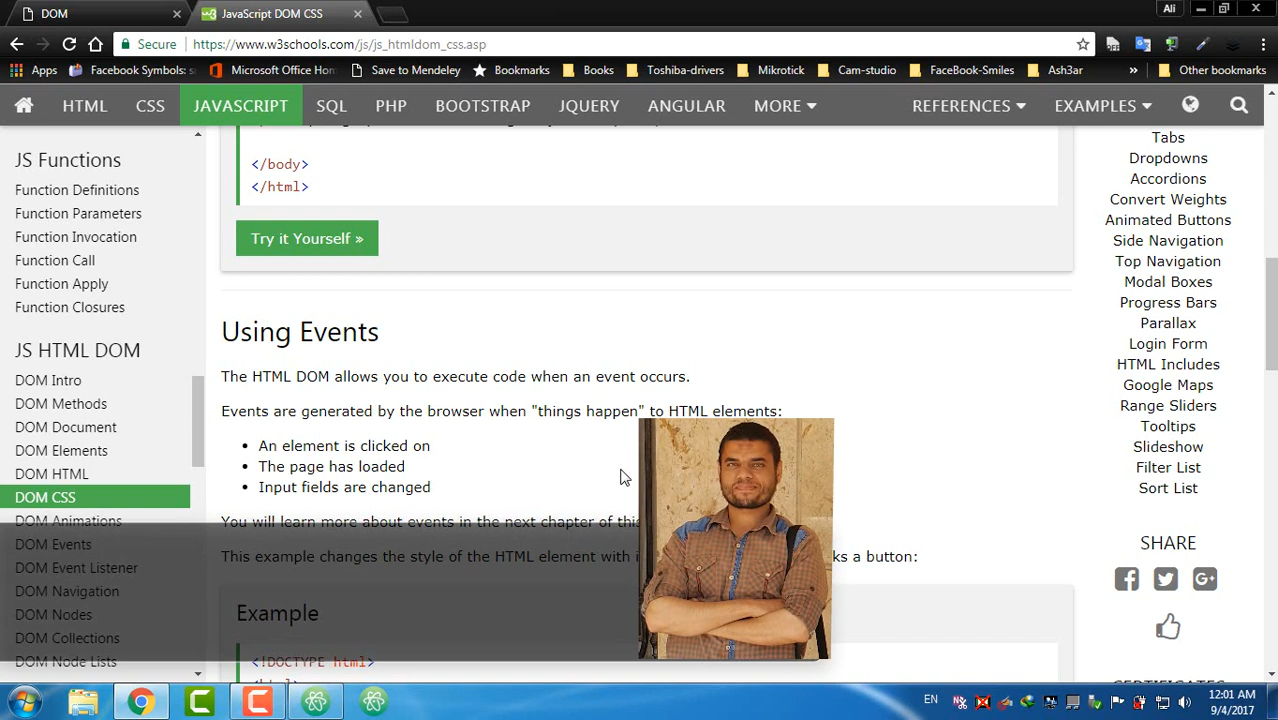 DOM
JavaScript DOM CSS
Ali
Secure
https://www.w3schools.com/js/js_htmldom_css.asp
Apps
Facebook Symbols:
Microsoft Office Hon
Save to Mendeley
Bookmarks
Books
Toshiba-drivers
Mikrotick
Cam-studio
FaceBook-Smiles
Ash3ar
»
Other bookmarks
HTML
CSS
JAVASCRIPT
SQL
PHP
BOOTSTRAP
JQUERY
ANGULAR
MORE
REFERENCES
EXAMPLES
JS Functions
Function Definitions
Function Parameters
Function Invocation
Function Call
Function Apply
Function Closures
JS HTML DOM
DOM Intro
DOM Methods
DOM Document
DOM Elements
DOM HTML
DOM CSS
DOM Animations
DOM Events
DOM Event Listener
DOM Navigation
DOM Nodes
DOM Collections
DOM Node Lists
</body>
</html>
Try it Yourself »
Using Events
The HTML DOM allows you to execute code when an event occurs.
Events are generated by the browser when "things happen" to HTML elements:
An element is clicked on
The page has loaded
Input fields are changed
You will learn more about events in the next chapter of this
This example changes the style of the HTML element with ks a button:
Example
<!DOCTYPE html>
Tabs
Dropdowns
Accordions
Convert Weights
Animated Buttons
Side Navigation
Top Navigation
Modal Boxes
Progress Bars
Parallax
Login Form
HTML Includes
Google Maps
Range Sliders
Tooltips
Slideshow
Filter List
Sort List
SHARE
CERTIFICATES
EN
12:01 AM
9/4/2017